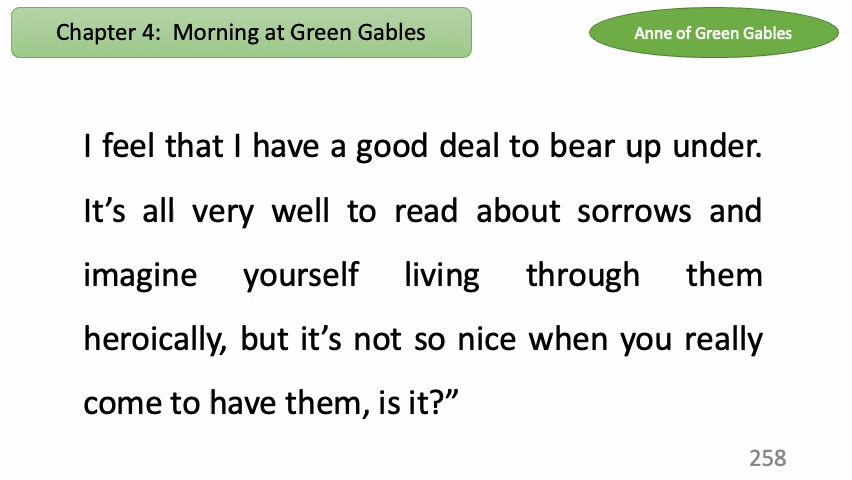 Chapter 4: Morning at Green Gables
Anne of Green Gables
I feel that I have a good deal to bear up under.
It’s all very well to read about sorrows and
imagine yourself living through them
heroically, but it’s not so nice when you really
come to have them, is it?”
258